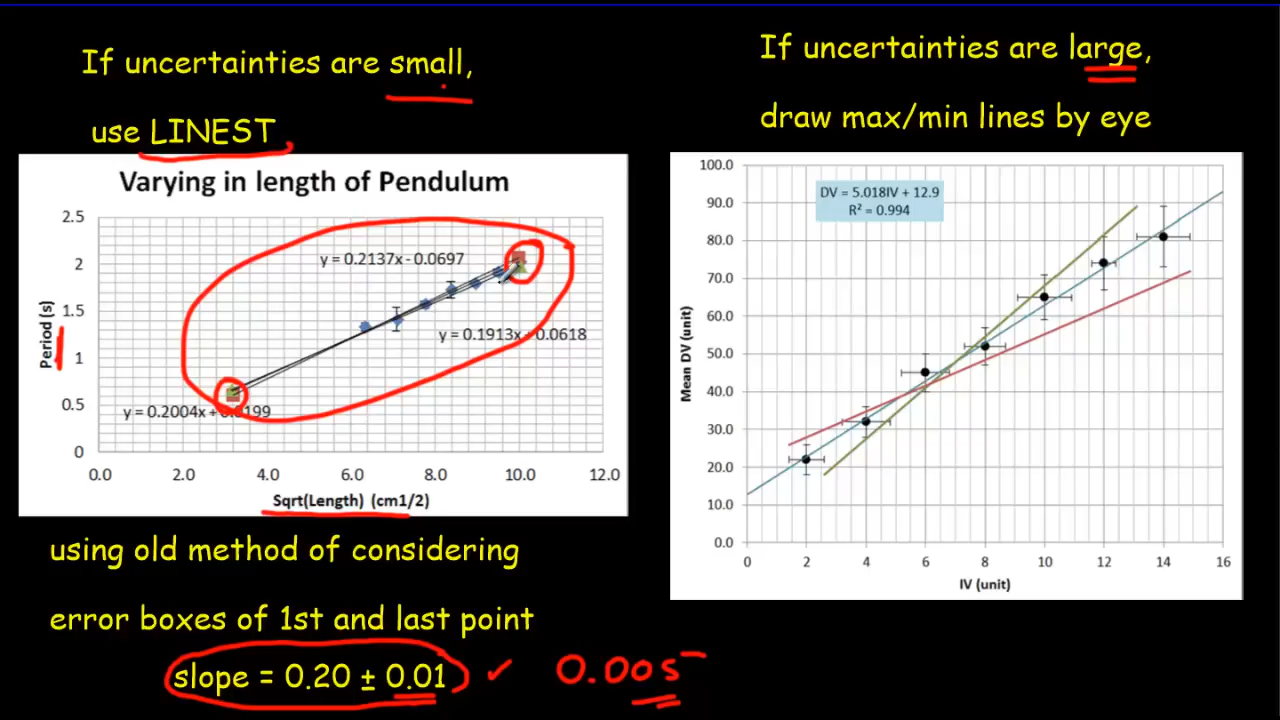 If uncertainties are small,
use LINEST
Varying in length of Pendulum
2.5
2
1.5
1
0.5
0
Period (s)
y = 0.2137x - 0.0697
y = 0.1913x + 0.0618
0.0 2.0 4.0 6.0 8.0 10.0 12.0
Sqrt(Length) (cm1/2)
using old method of considering
error boxes of 1st and last point
slope = 0.20 ± 0.01 ✓ 0.005
If uncertainties are large,
draw max/min lines by eye
100.0
90.0
80.0
70.0
60.0
50.0
40.0
30.0
20.0
10.0
0.0
Mean DV (unit)
DV = 5.018IV + 12.9
R² = 0.994
0 2 4 6 8 10 12 14 16
IV (unit)